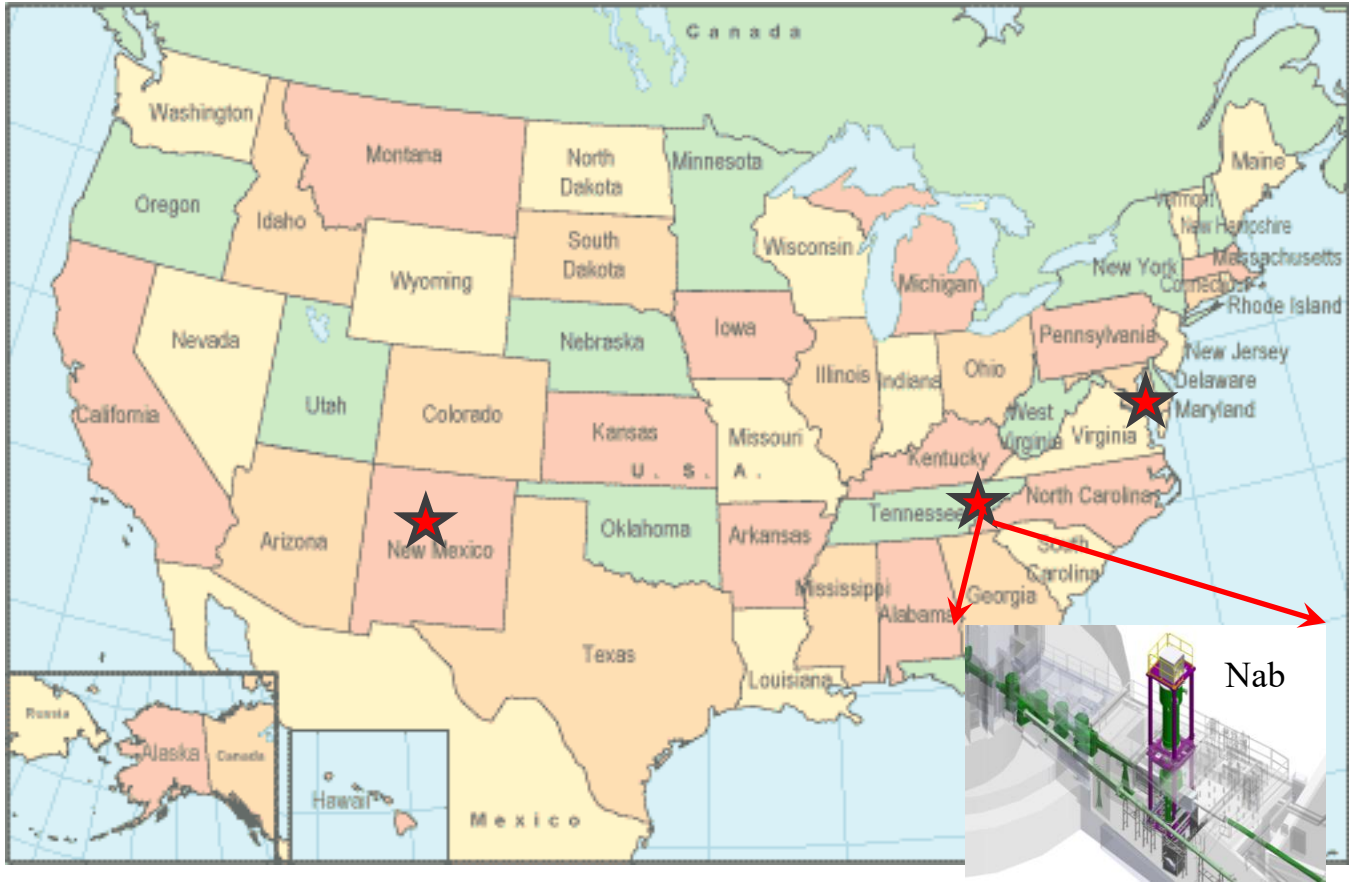 Canada
Washington
Montana
North
Dakota
Minnesota
Maine
Oregon
Idaho
Vermont
New Hampshire
South
Dakota
Wisconsin
Massachusetts
New York
Wyoming
Michigan
Connecticut
Rhode Island
Iowa
Pennsylvania
Nevada
Nebraska
New Jersey
Illinois
Indiana
Ohio
Delaware
Utah
Colorado
California
Maryland
West
Virginia
Virginia
Kansas
Missouri
Kentucky
U. S. A.
North Carolina
Tennessee
Oklahoma
Arkansas
Arizona
New Mexico
South
Carolina
Mississippi
Georgia
Alabama
Texas
Louisiana
Nab
Russia
Alaska
Canada
Hawaii
Mexico